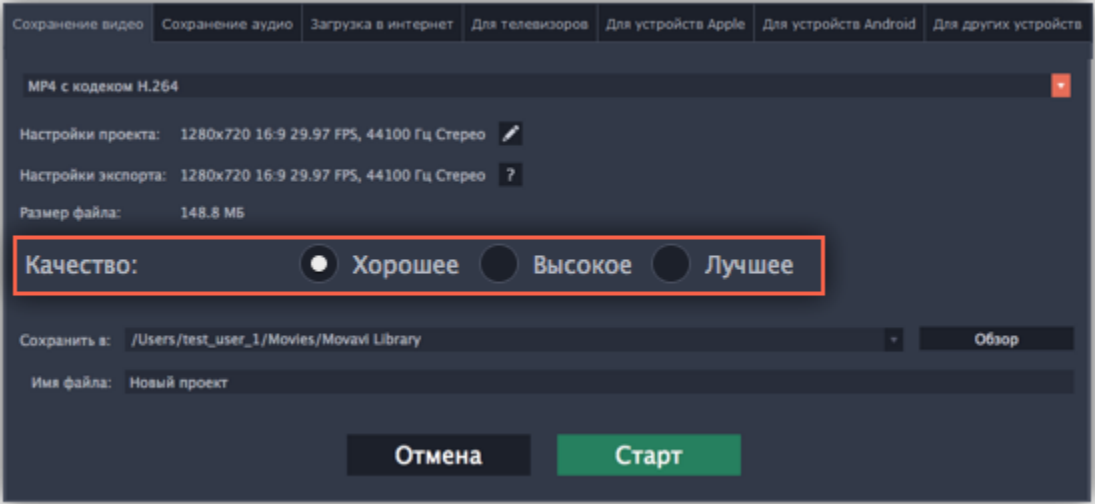 Сохранение видео Сохранение аудио Загрузка в интернет Для телевизоров Для устройств Apple Для устройств Android Для других устройств
MP4 с кодеком H.264
Настройки проекта: 1280x720 16:9 29.97 FPS, 44100 Гц Стерео
Настройки экспорта: 1280x720 16:9 29.97 FPS, 44100 Гц Стерео ?
Размер файла: 148.8 МБ
Качество: Хорошее Высокое Лучшее
Сохранить в: /Users/test_user_1/Movies/Movavi Library Обзор
Имя файла: Новый проект
Отмена Старт